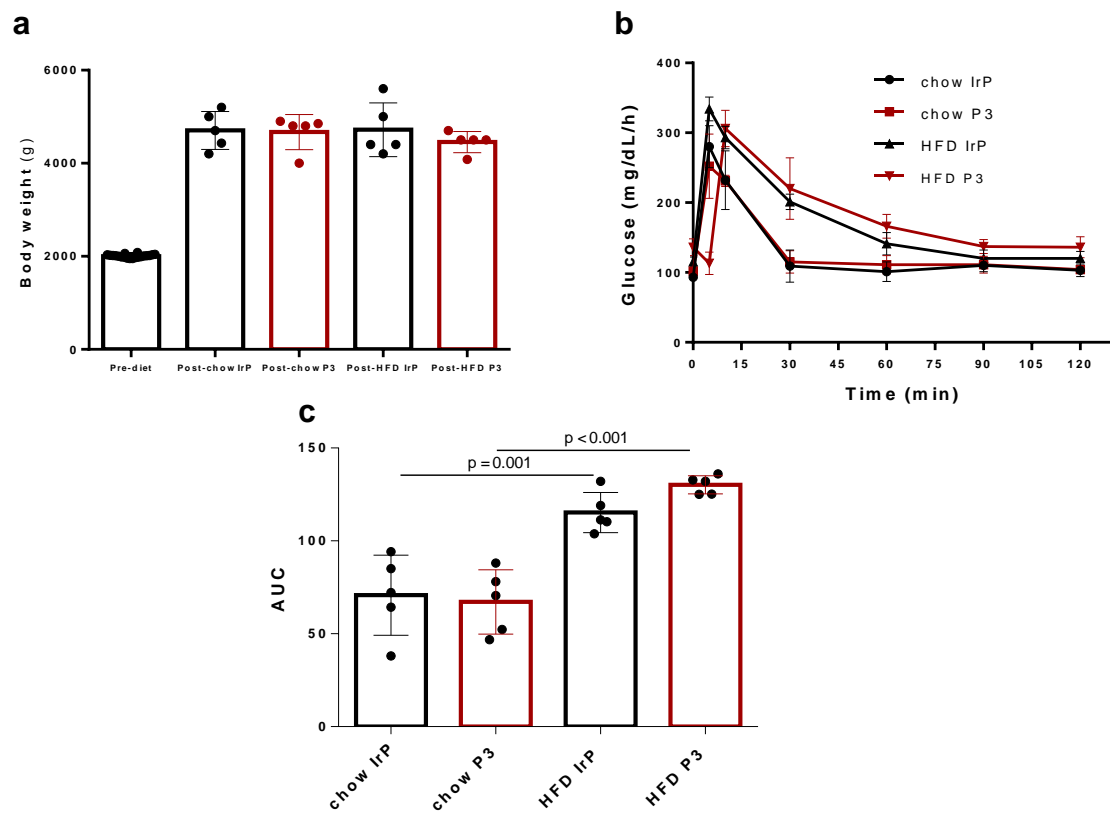 a
6000
4000
2000
0
Body weight (g)
Pre-diet Post-chow IrP Post-chow P3 Post-HFD IrP Post-HFD P3
b
400
300
200
100
0
Glucose (mg/dL/h)
chow IrP
chow P3
HFD IrP
HFD P3
0 15 30 45 60 75 90 105 120
Time (min)
c
150
100
50
0
AUC
p<0.001
p=0.001
chow IrP
chow P3
HFD IrP
HFD P3